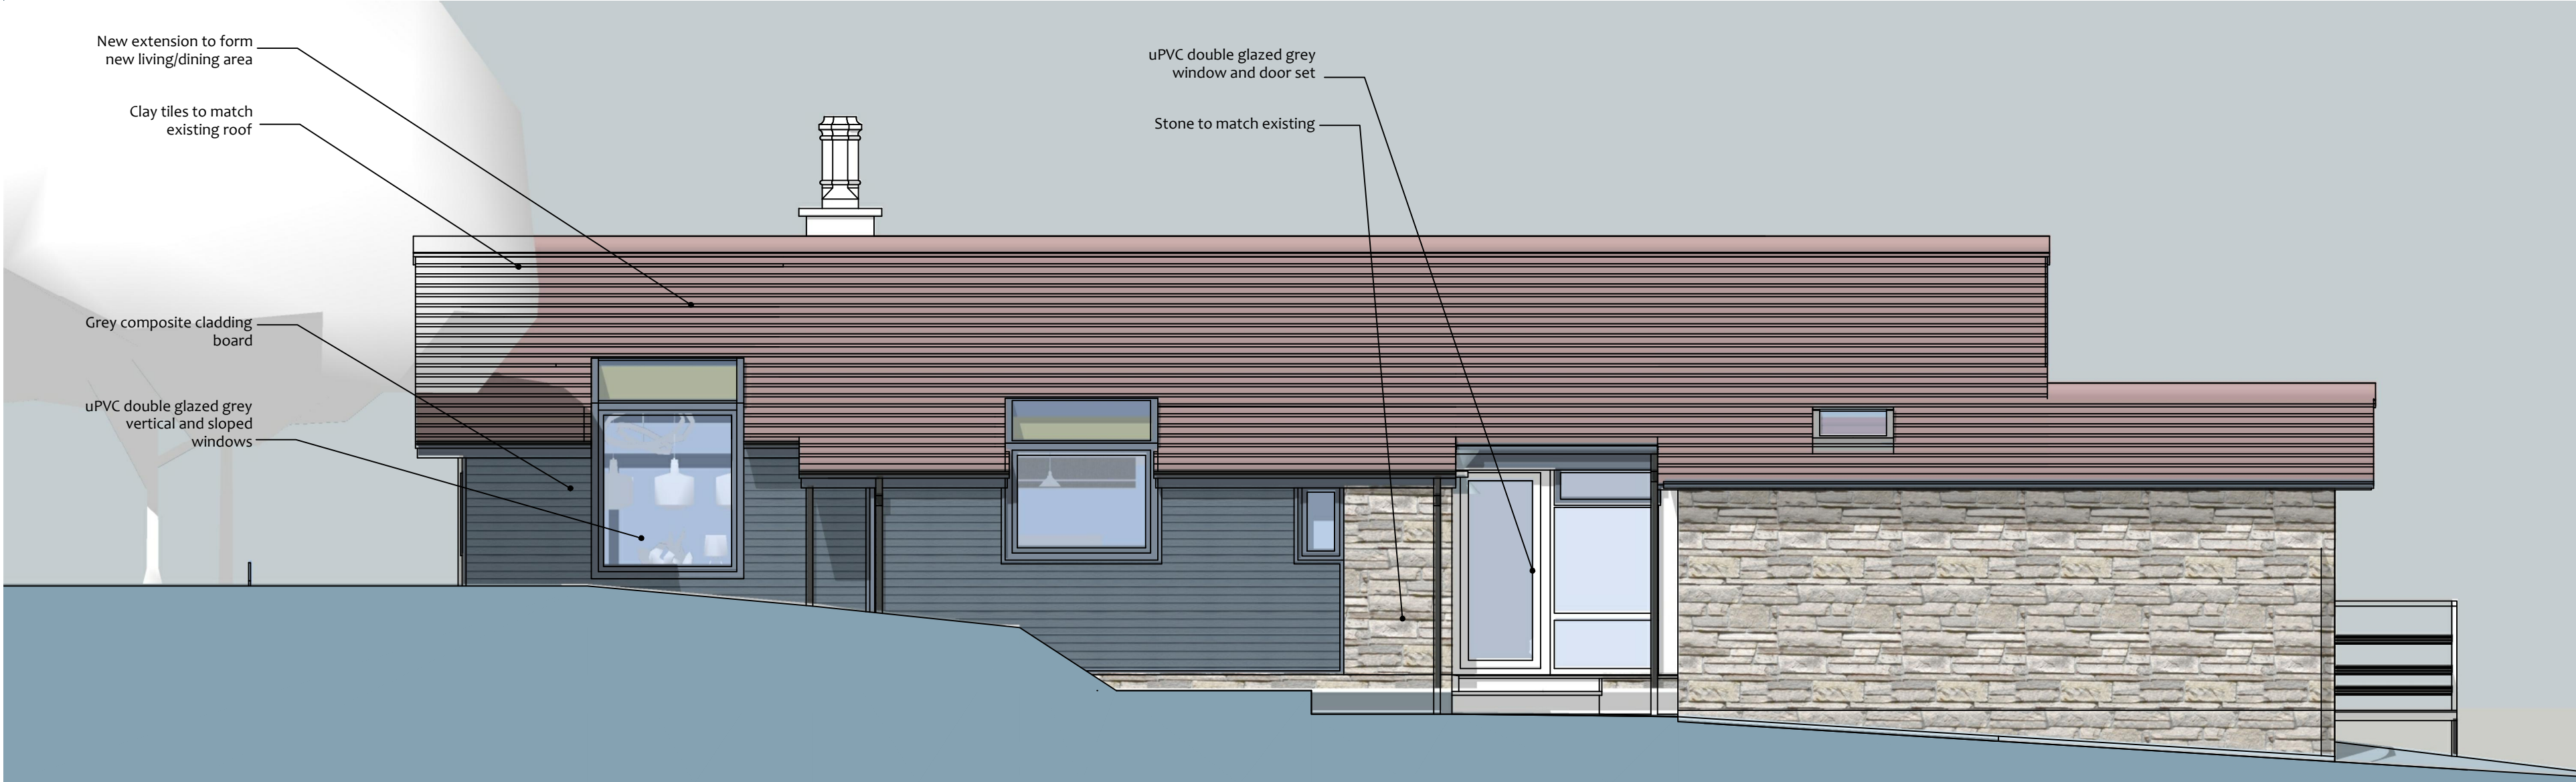 New extension to form
new living/dining area
Clay tiles to match
existing roof
Grey composite cladding
board
uPVC double glazed grey
vertical and sloped
windows
uPVC double glazed grey
window and door set
Stone to match existing